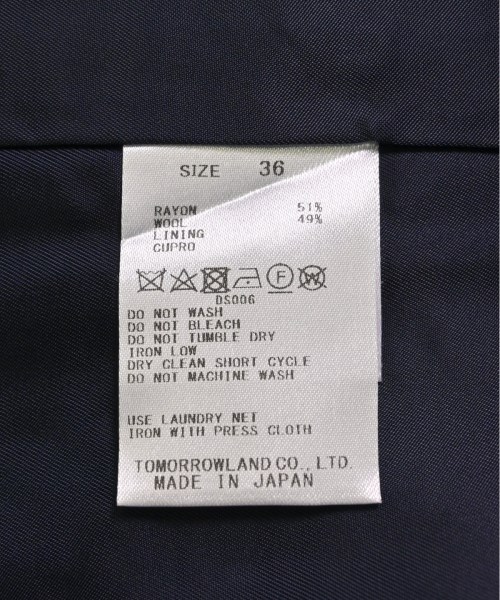 SIZE 36
RAYON 51%
WOOL 49%
LINING
CUPRO
F W
DS006
DO NOT WASH
DO NOT BLEACH
DO NOT TUMBLE DRY
IRON LOW
DRY CLEAN SHORT CYCLE
DO NOT MACHINE WASH
USE LAUNDRY NET
IRON WITH PRESS CLOTH
TOMORROWLAND CO., LTD.
MADE IN JAPAN